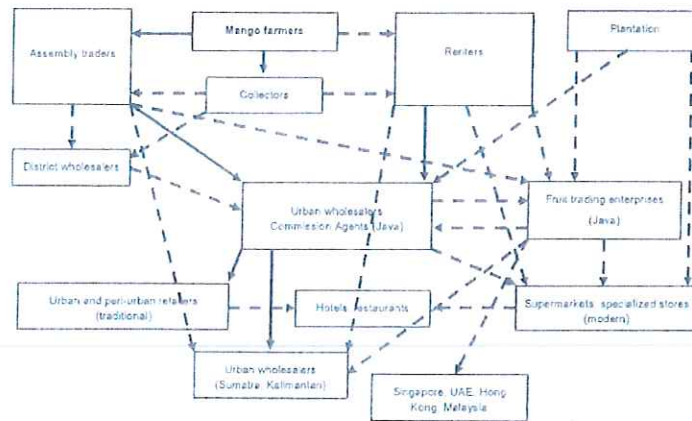 Mango farmers
Plantation
Assembly traders
Renters
Collectors
District wholesalers
Urban wholesalers
Commission Agents (Java)
Fruit trading enterprises
(Java)
Urban and peri-urban retailers
(traditional)
Hotels restaurants
Supermarkets specialized stores
(modern)
Urban wholesalers
(Sumatra, Kalimantan)
Singapore, UAE, Hong
Kong, Malaysia